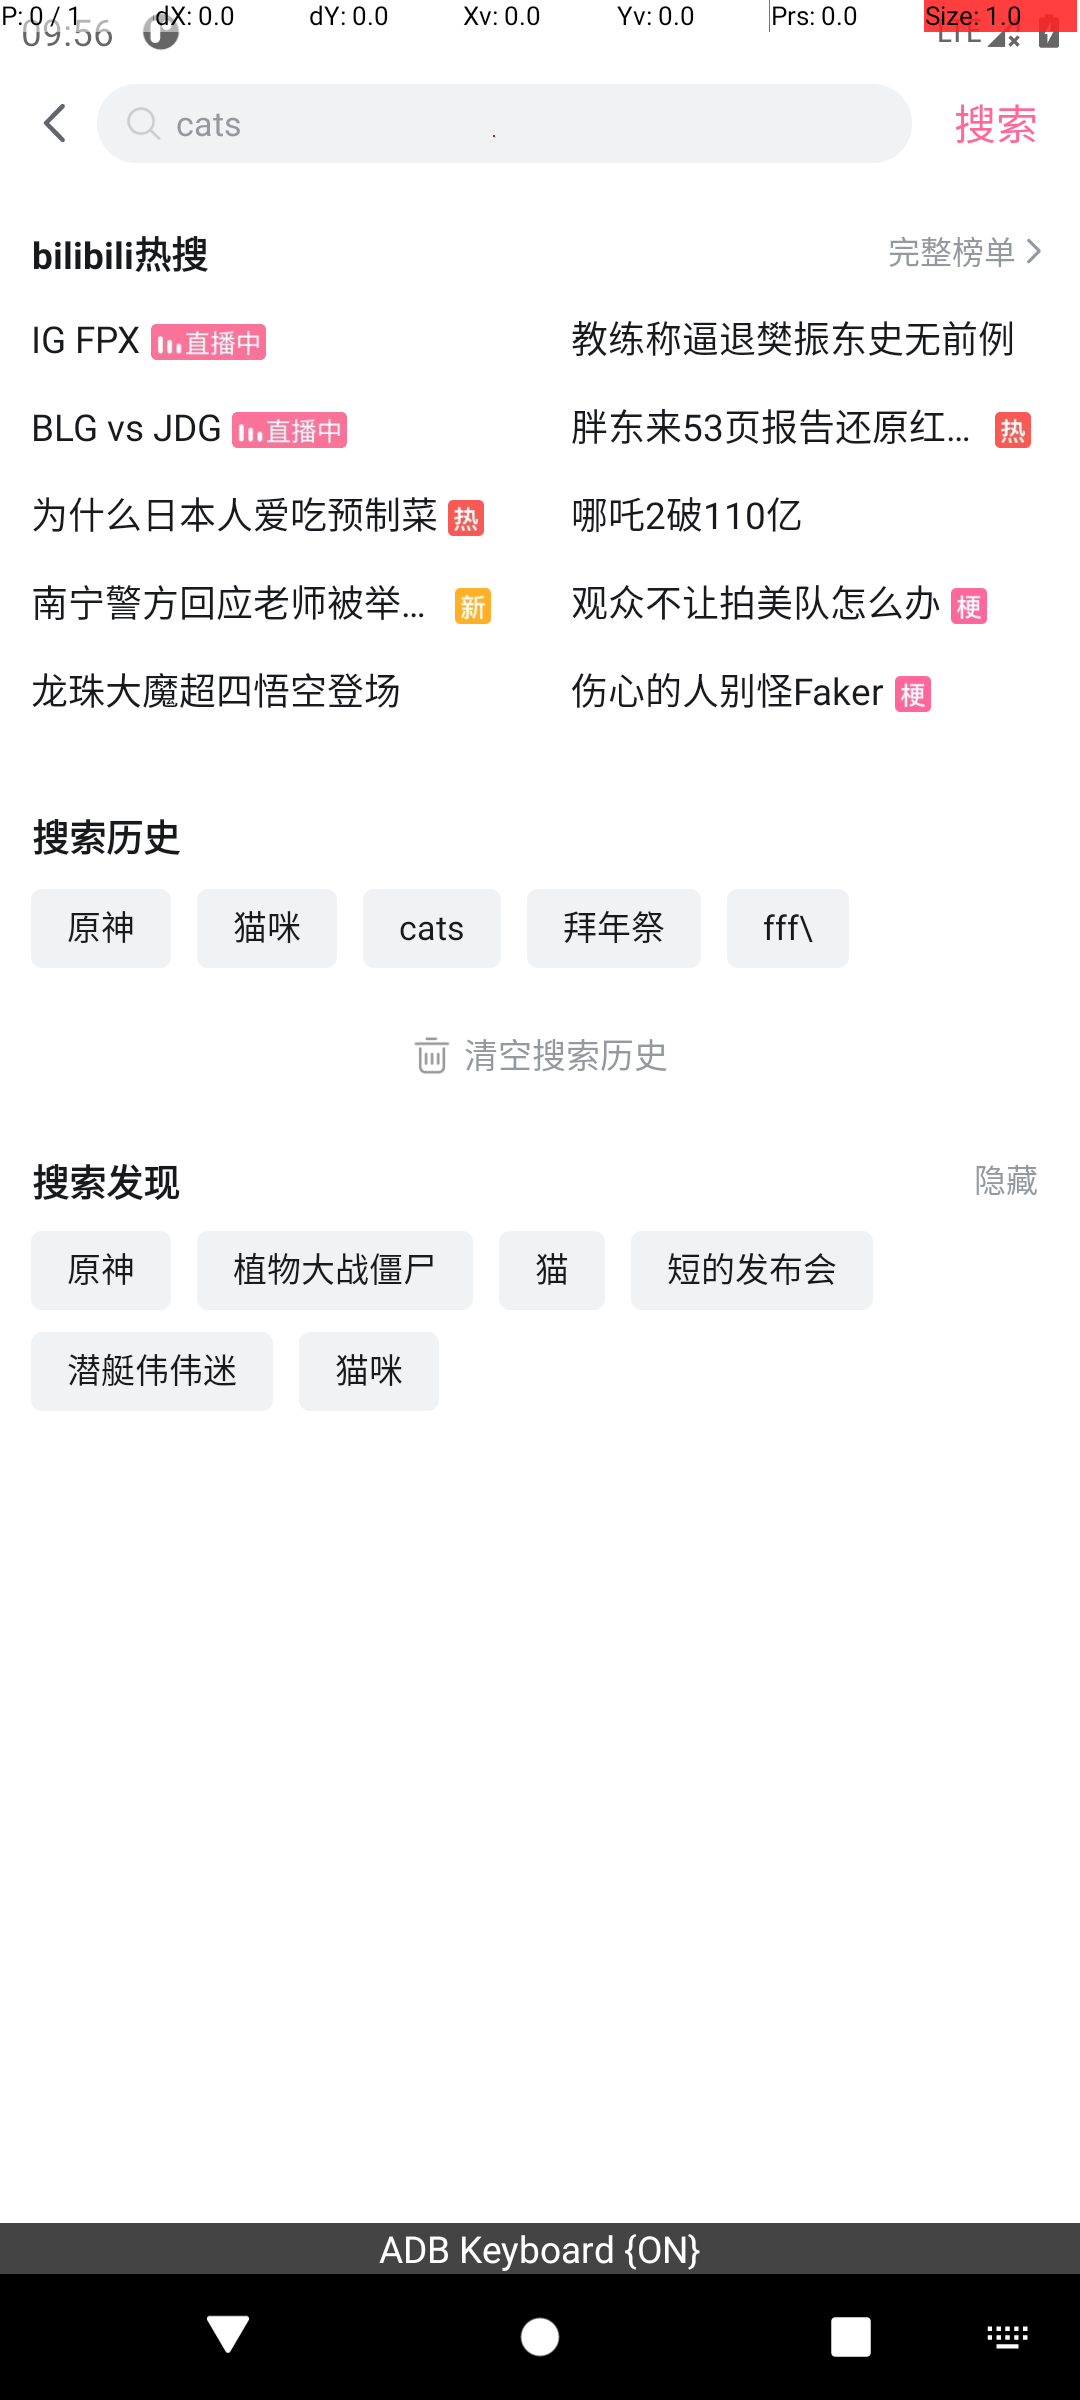 P: 0 / 1 dX: 0.0 dY: 0.0 Xv: 0.0 Yv: 0.0 Prs: 0.0 Size: 1.0
09:56 LTE
cats 搜索
bilibili热搜 完整榜单
IG FPX 直播中 教练称逼退樊振东史无前例
BLG vs JDG 直播中 胖东来53页报告还原红... 热
为什么日本人爱吃预制菜 热 哪吒2破110亿
南宁警方回应老师被举... 新 观众不让拍美队怎么办 梗
龙珠大魔超四悟空登场 伤心的人别怪Faker 梗
搜索历史
原神 猫咪 cats 拜年祭 fff\
清空搜索历史
搜索发现 隐藏
原神 植物大战僵尸 猫 短的发布会
潜艇伟伟迷 猫咪
ADB Keyboard {ON}